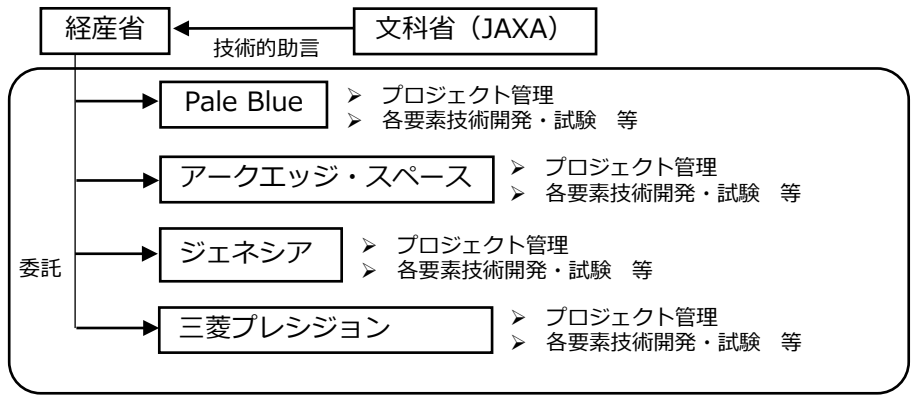 経産省
文科省（JAXA）
技術的助言
Pale Blue
➢ プロジェクト管理
➢ 各要素技術開発・試験　等
アークエッジ・スペース
➢ プロジェクト管理
➢ 各要素技術開発・試験　等
ジェネシア
➢ プロジェクト管理
➢ 各要素技術開発・試験　等
委託
三菱プレシジョン
➢ プロジェクト管理
➢ 各要素技術開発・試験　等